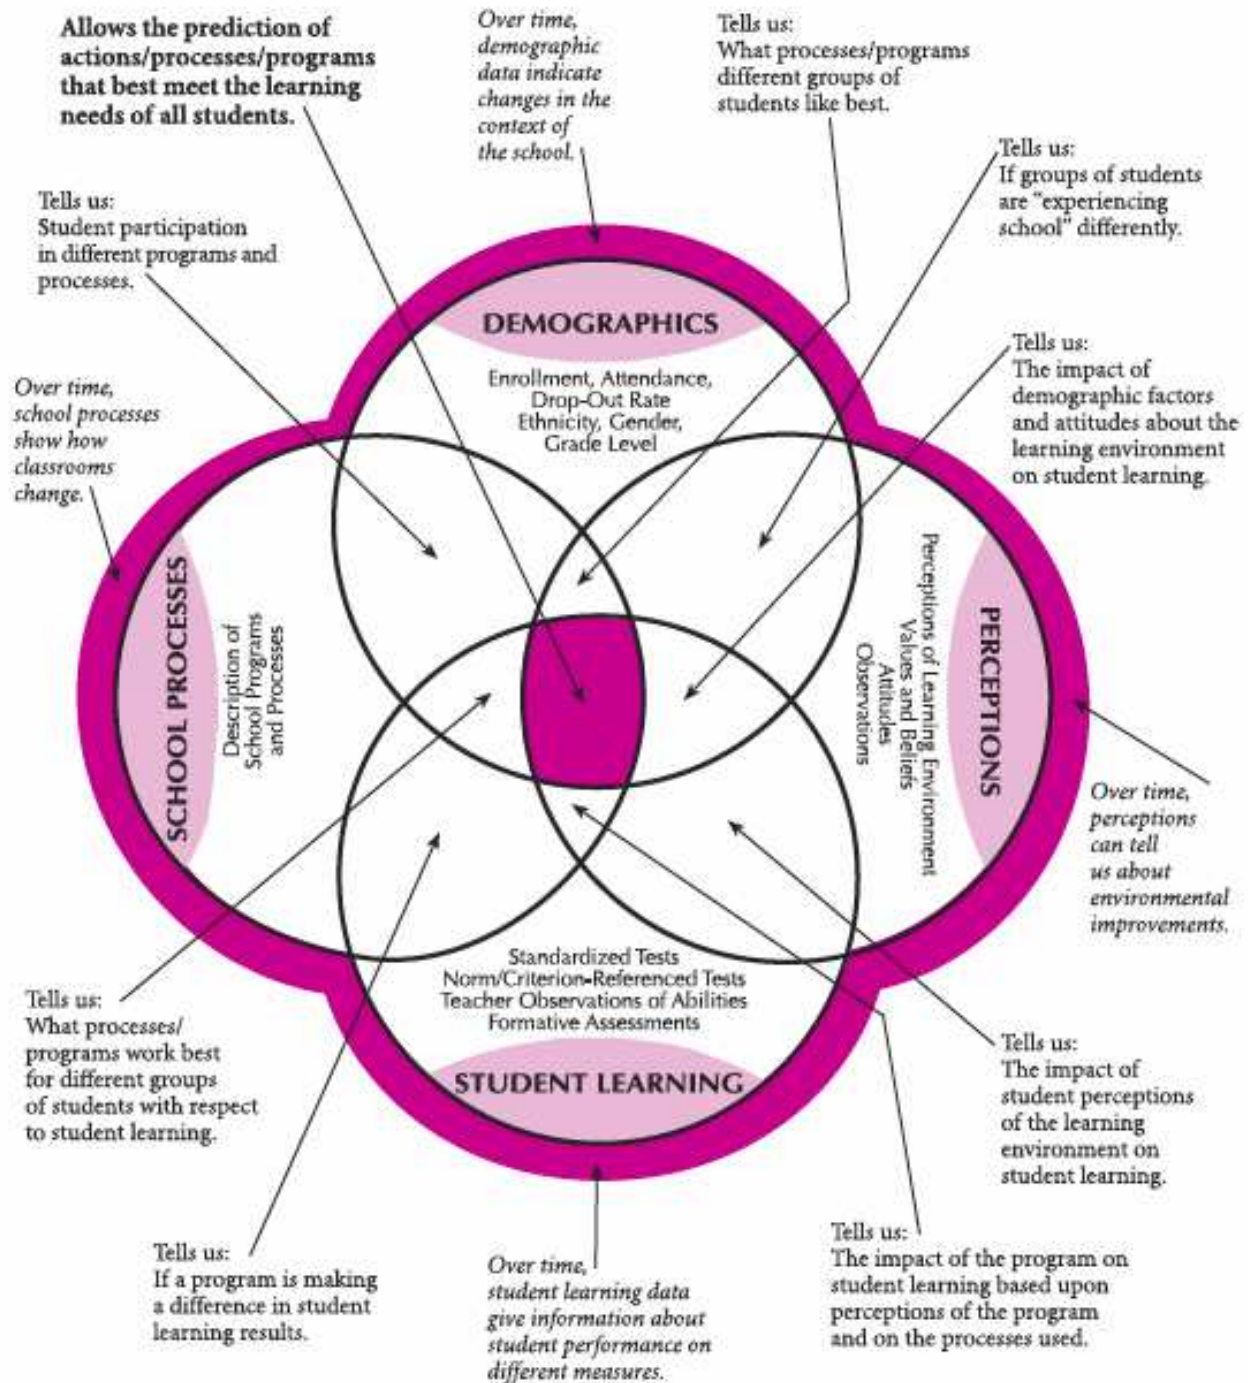 Allows the prediction of
actions/processes/programs
that best meet the learning
needs of all students.
Over time,
demographic
data indicate
changes in the
context of
the school.
Tells us:
What processes/programs
different groups of
students like best.
Tells us:
If groups of students
are “experiencing
school” differently.
Tells us:
Student participation
in different programs and
processes.
DEMOGRAPHICS
Enrollment, Attendance,
Drop-Out Rate
Ethnicity, Gender,
Grade Level
Tells us:
The impact of
demographic factors
and attitudes about the
learning environment
on student learning.
Over time,
school processes
show how
classrooms
change.
SCHOOL PROCESSES
Description of
School Programs
and Processes
PERCEPTIONS
Perceptions of Learning Environment
Values and Beliefs
Attitudes
Observations
Over time,
perceptions
can tell
us about
environmental
improvements.
Standardized Tests
Norm/Criterion-Referenced Tests
Teacher Observations of Abilities
Formative Assessments
STUDENT LEARNING
Tells us:
What processes/
programs work best
for different groups
of students with respect
to student learning.
Tells us:
The impact of
student perceptions
of the learning
environment on
student learning.
Tells us:
If a program is making
a difference in student
learning results.
Over time,
student learning data
give information about
student performance on
different measures.
Tells us:
The impact of the program on
student learning based upon
perceptions of the program
and on the processes used.